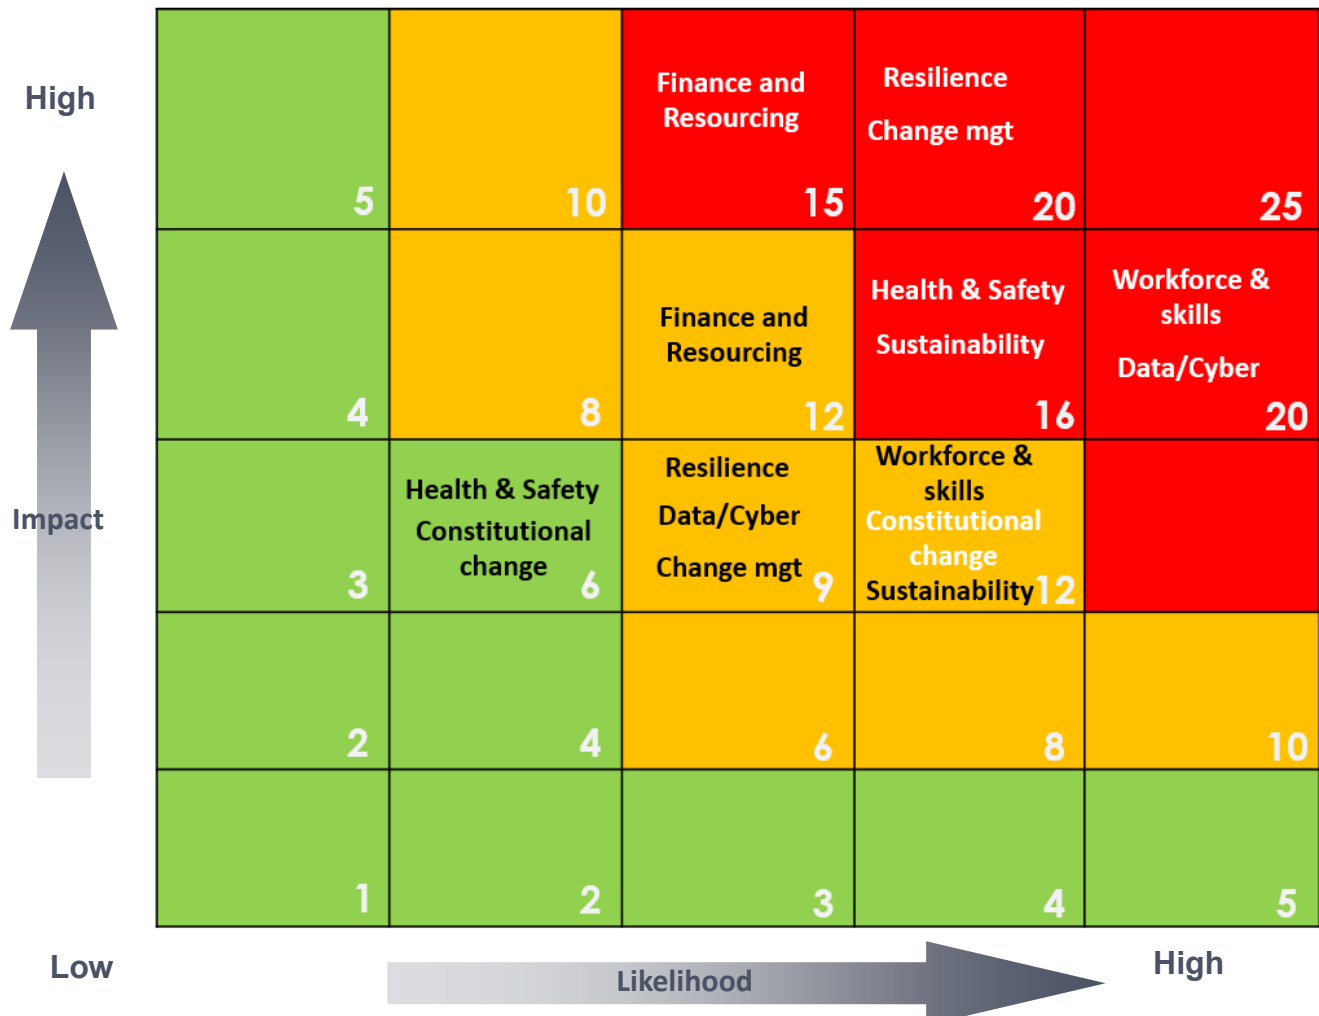 High
Finance and
Resourcing
15
Resilience
Change mgt
20
25
5
10
Finance and
Resourcing
12
Health & Safety
Sustainability
16
Workforce &
skills
Data/Cyber
20
4
8
Impact
3
Health & Safety
Constitutional
change
6
Resilience
Data/Cyber
Change mgt
9
Workforce &
skills
Constitutional
change
Sustainability
12
2
4
6
8
10
1
2
3
4
5
Low
Likelihood
High